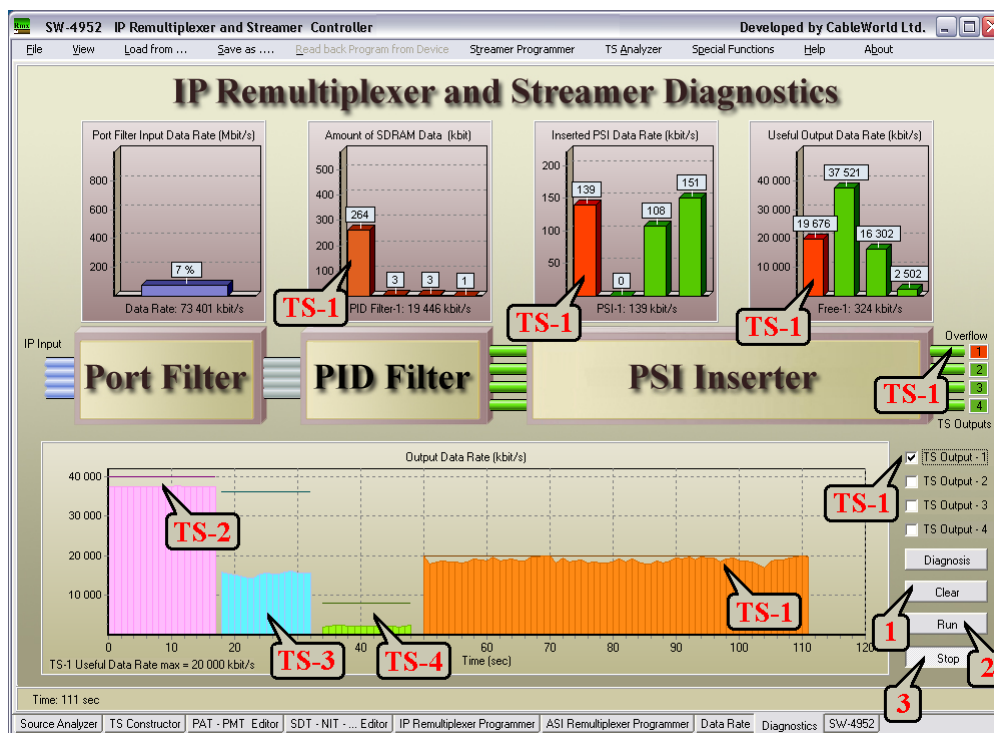 Rmx SW-4952 IP Remultiplexer and Streamer Controller Developed by CableWorld Ltd.
File View Load from ... Save as .... Read back Program from Device Streamer Programmer TS Analyzer Special Functions Help About
IP Remultiplexer and Streamer Diagnostics
Port Filter Input Data Rate (Mbit/s)
800
600
400
200
7 %
Data Rate: 73 401 kbit/s
Amount of SDRAM Data (kbit)
500
400
300
200
100
264
3
3
1
TS-1
PID Filter-1: 19 446 kbit/s
Inserted PSI Data Rate (kbit/s)
200
150
100
50
139
0
108
151
TS-1
PSI-1: 139 kbit/s
Useful Output Data Rate (kbit/s)
40 000
30 000
20 000
10 000
19 676
37 521
16 302
2 502
TS-1
Free-1: 324 kbit/s
IP Input
Port Filter
PID Filter
PSI Inserter
Overflow
1
2
3
4
TS-1
TS Outputs
Output Data Rate (kbit/s)
40 000
30 000
20 000
10 000
0 10 20 30 40 50 60 70 80 90 100 110 120
TS-2
TS-3
TS-4
TS-1
Time (sec)
TS-1 Useful Data Rate max = 20 000 kbit/s
TS-1
TS Output - 1
TS Output - 2
TS Output - 3
TS Output - 4
Diagnosis
Clear
1
Run
2
Stop
3
Time: 111 sec
Source Analyzer TS Constructor PAT - PMT Editor SDT - NIT - ... Editor IP Remultiplexer Programmer ASI Remultiplexer Programmer Data Rate Diagnostics SW-4952